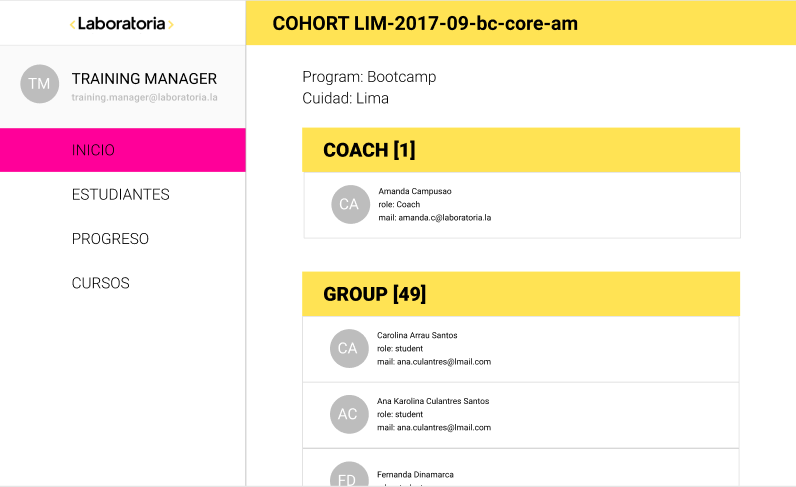 <Laboratoria>
COHORT LIM-2017-09-bc-core-am
TM
TRAINING MANAGER
training.manager@laboratoria.la
INICIO
ESTUDIANTES
PROGRESO
CURSOS
Program: Bootcamp
Cuidad: Lima
COACH [1]
CA
Amanda Campusao
role: Coach
mail: amanda.c@laboratoria.la
GROUP [49]
CA
Carolina Arrau Santos
role: student
mail: ana.culantres@lmail.com
AC
Ana Karolina Culantres Santos
role: student
mail: ana.culantres@lmail.com
FD
Fernanda Dinamarca